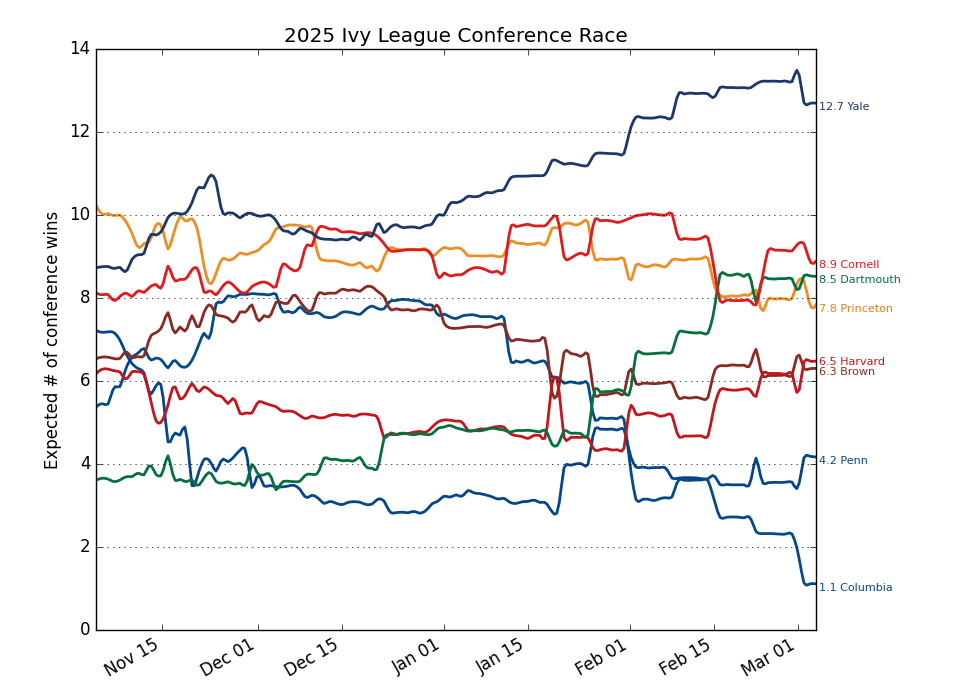 2025 Ivy League Conference Race
Expected # of conference wins
14
12
10
8
6
4
2
0
12.7 Yale
8.9 Cornell
8.5 Dartmouth
7.8 Princeton
6.5 Harvard
6.3 Brown
4.2 Penn
1.1 Columbia
Nov 15
Dec 01
Dec 15
Jan 01
Jan 15
Feb 01
Feb 15
Mar 01